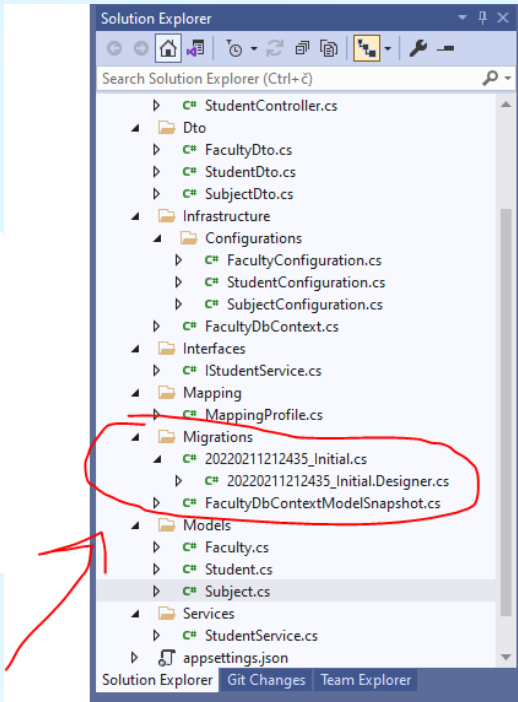 Solution Explorer
Search Solution Explorer (Ctrl+č)
C# StudentController.cs
Dto
C# FacultyDto.cs
C# StudentDto.cs
C# SubjectDto.cs
Infrastructure
Configurations
C# FacultyConfiguration.cs
C# StudentConfiguration.cs
C# SubjectConfiguration.cs
C# FacultyDbContext.cs
Interfaces
C# IStudentService.cs
Mapping
C# MappingProfile.cs
Migrations
C# 20220211212435_Initial.cs
C# 20220211212435_Initial.Designer.cs
C# FacultyDbContextModelSnapshot.cs
Models
C# Faculty.cs
C# Student.cs
C# Subject.cs
Services
C# StudentService.cs
appsettings.json
Solution Explorer Git Changes Team Explorer